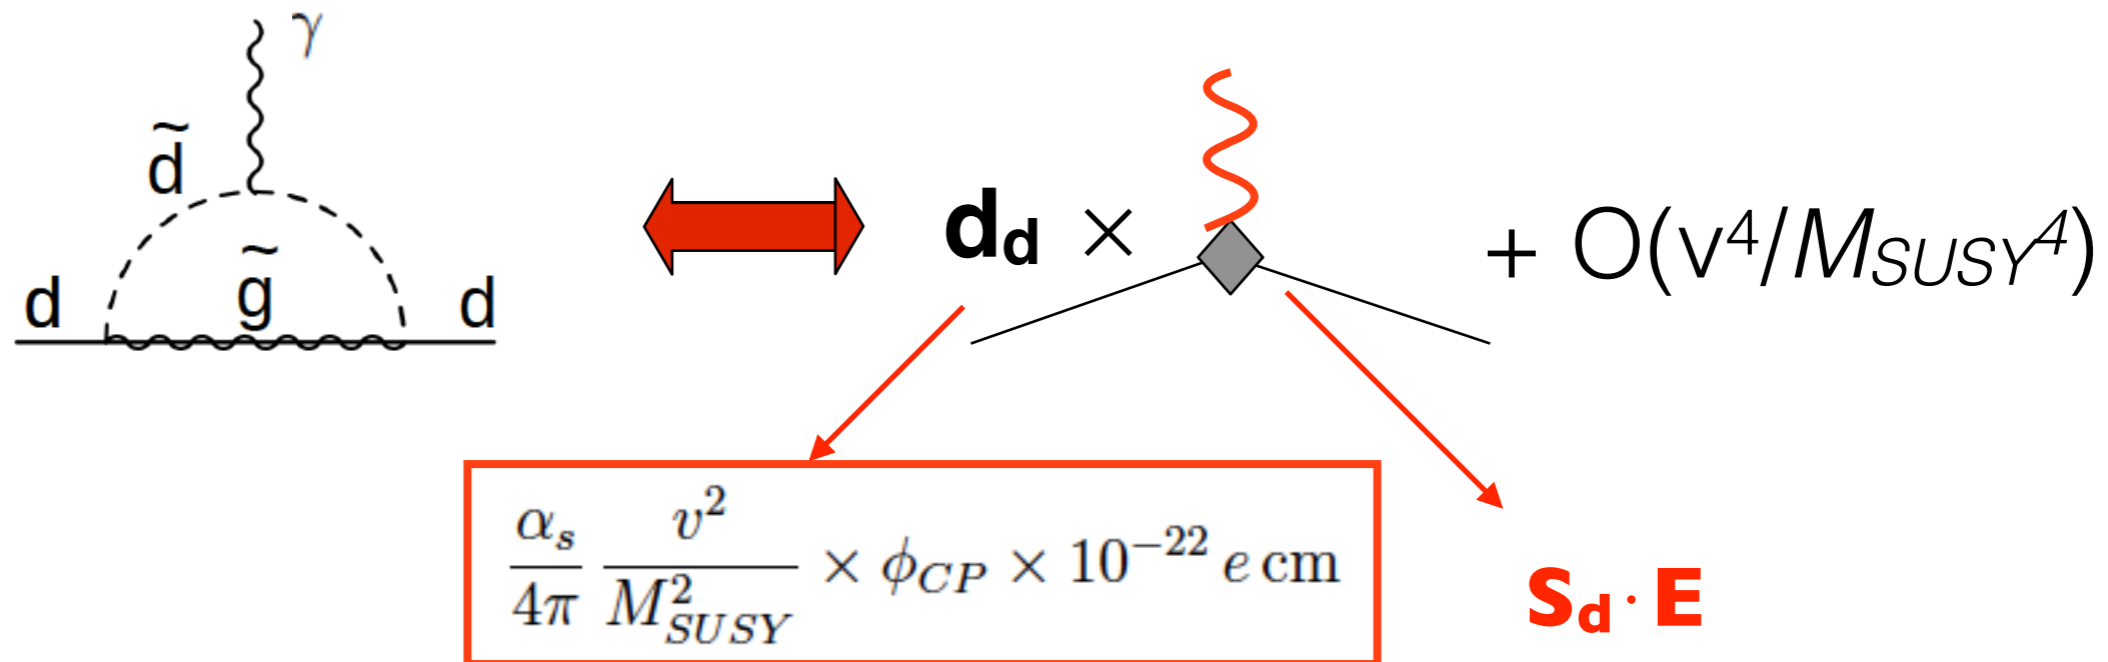 γ
d̃
d g̃ d
d_d × + O(v⁴/M_SUSY⁴)
α_s/4π v²/M²_SUSY × ϕ_CP × 10⁻²² e cm
S_d · E